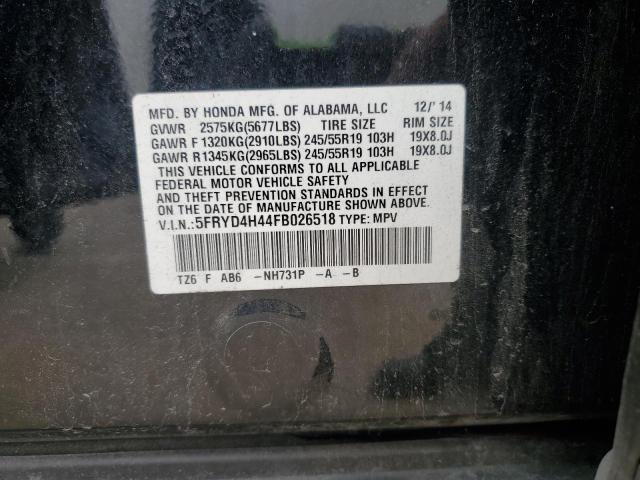 MFD. BY HONDA MFG. OF ALABAMA, LLC 12/'14
GVWR 2575KG(5677LBS) TIRE SIZE RIM SIZE
GAWR F 1320KG(2910LBS) 245/55R19 103H 19X8.0J
GAWR R 1345KG(2965LBS) 245/55R19 103H 19X8.0J
THIS VEHICLE CONFORMS TO ALL APPLICABLE
FEDERAL MOTOR VEHICLE SAFETY
AND THEFT PREVENTION STANDARDS IN EFFECT
ON THE DATE OF MANUFACTURE SHOWN ABOVE.
V.I.N.:5FRYD4H44FB026518 TYPE: MPV
TZ6 F AB6 -NH731P -A -B